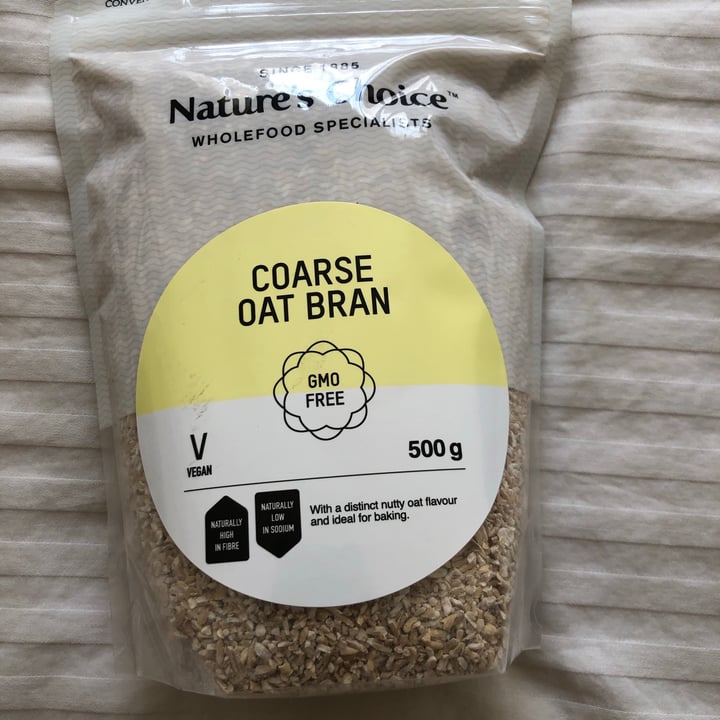 SINCE 1985
Nature's Choice™
WHOLEFOOD SPECIALISTS
COARSE
OAT BRAN
GMO
FREE
V
VEGAN
500 g
NATURALLY
HIGH
IN FIBRE
NATURALLY
LOW
IN SODIUM
With a distinct nutty oat flavour
and ideal for baking.